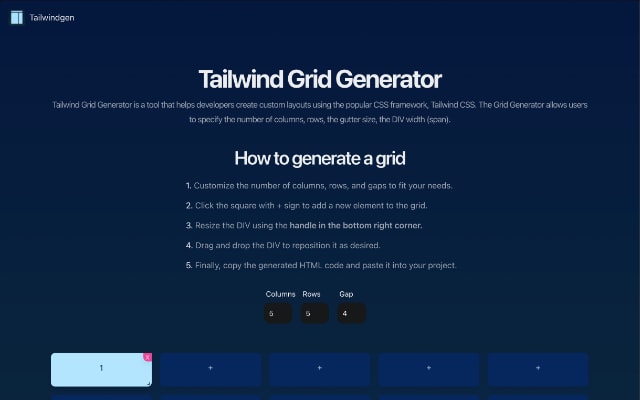 Tailwindgen
Tailwind Grid Generator
Tailwind Grid Generator is a tool that helps developers create custom layouts using the popular CSS framework, Tailwind CSS. The Grid Generator allows users
to specify the number of columns, rows, the gutter size, the DIV width (span).
How to generate a grid
1. Customize the number of columns, rows, and gaps to fit your needs.
2. Click the square with + sign to add a new element to the grid.
3. Resize the DIV using the handle in the bottom right corner.
4. Drag and drop the DIV to reposition it as desired.
5. Finally, copy the generated HTML code and paste it into your project.
Columns Rows Gap
5 5 4
x
1 + + + +